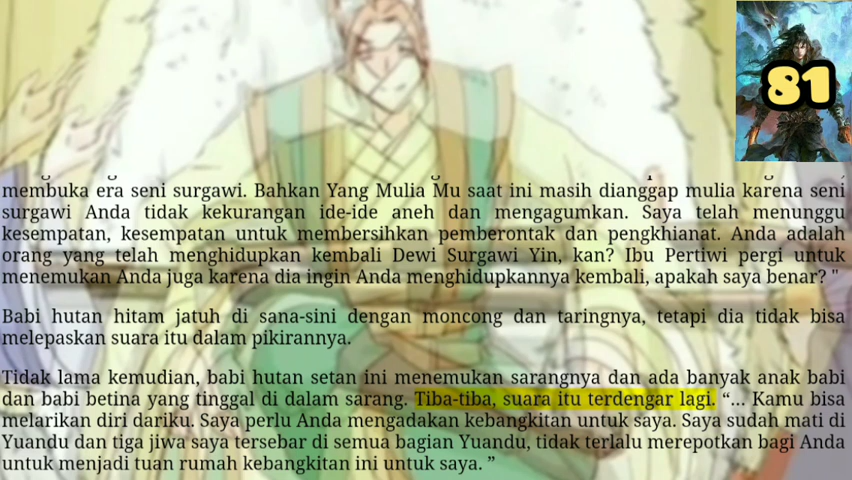 81
membuka era seni surgawi. Bahkan Yang Mulia Mu saat ini masih dianggap mulia karena seni
surgawi Anda tidak kekurangan ide-ide aneh dan mengagumkan. Saya telah menunggu
kesempatan, kesempatan untuk membersihkan pemberontak dan pengkhianat. Anda adalah
orang yang telah menghidupkan kembali Dewi Surgawi Yin, kan? Ibu Pertiwi pergi untuk
menemukan Anda juga karena dia ingin Anda menghidupkannya kembali, apakah saya benar? "
Babi hutan hitam jatuh di sana-sini dengan moncong dan taringnya, tetapi dia tidak bisa
melepaskan suara itu dalam pikirannya.
Tidak lama kemudian, babi hutan setan ini menemukan sarangnya dan ada banyak anak babi
dan babi betina yang tinggal di dalam sarang. Tiba-tiba, suara itu terdengar lagi. “... Kamu bisa
melarikan diri dariku. Saya perlu Anda mengadakan kebangkitan untuk saya. Saya sudah mati di
Yuandu dan tiga jiwa saya tersebar di semua bagian Yuandu, tidak terlalu merepotkan bagi Anda
untuk menjadi tuan rumah kebangkitan ini untuk saya. ”